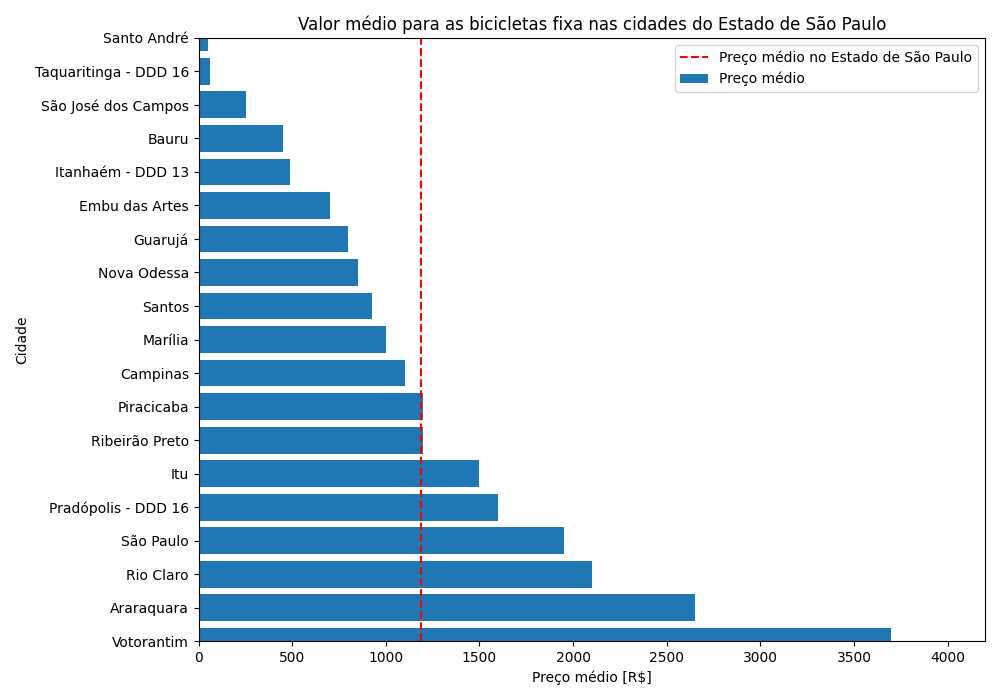 Valor médio para as bicicletas fixa nas cidades do Estado de São Paulo
Preço médio no Estado de São Paulo
Preço médio
Cidade
Santo André
Taquaritinga - DDD 16
São José dos Campos
Bauru
Itanhaém - DDD 13
Embu das Artes
Guarujá
Nova Odessa
Santos
Marília
Campinas
Piracicaba
Ribeirão Preto
Itu
Pradópolis - DDD 16
São Paulo
Rio Claro
Araraquara
Votorantim
0 500 1000 1500 2000 2500 3000 3500 4000
Preço médio [R$]